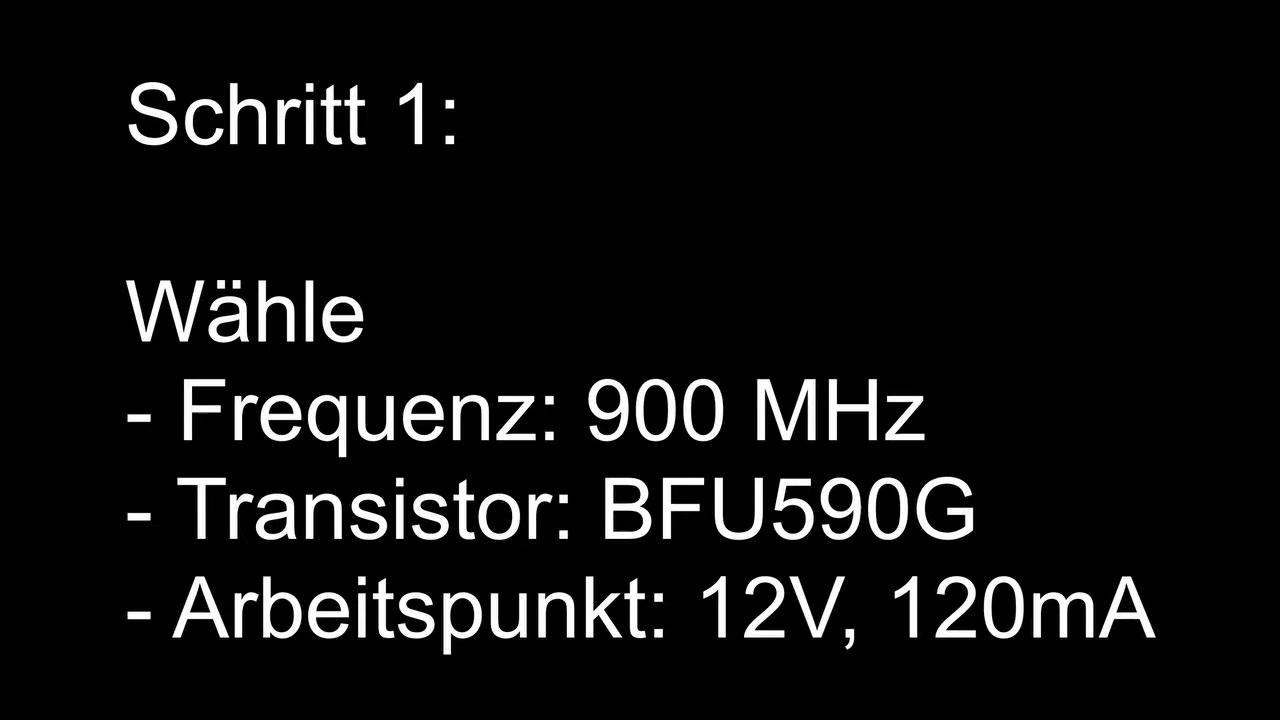 Schritt 1:
Wähle
- Frequenz: 900 MHz
- Transistor: BFU590G
- Arbeitspunkt: 12V, 120mA